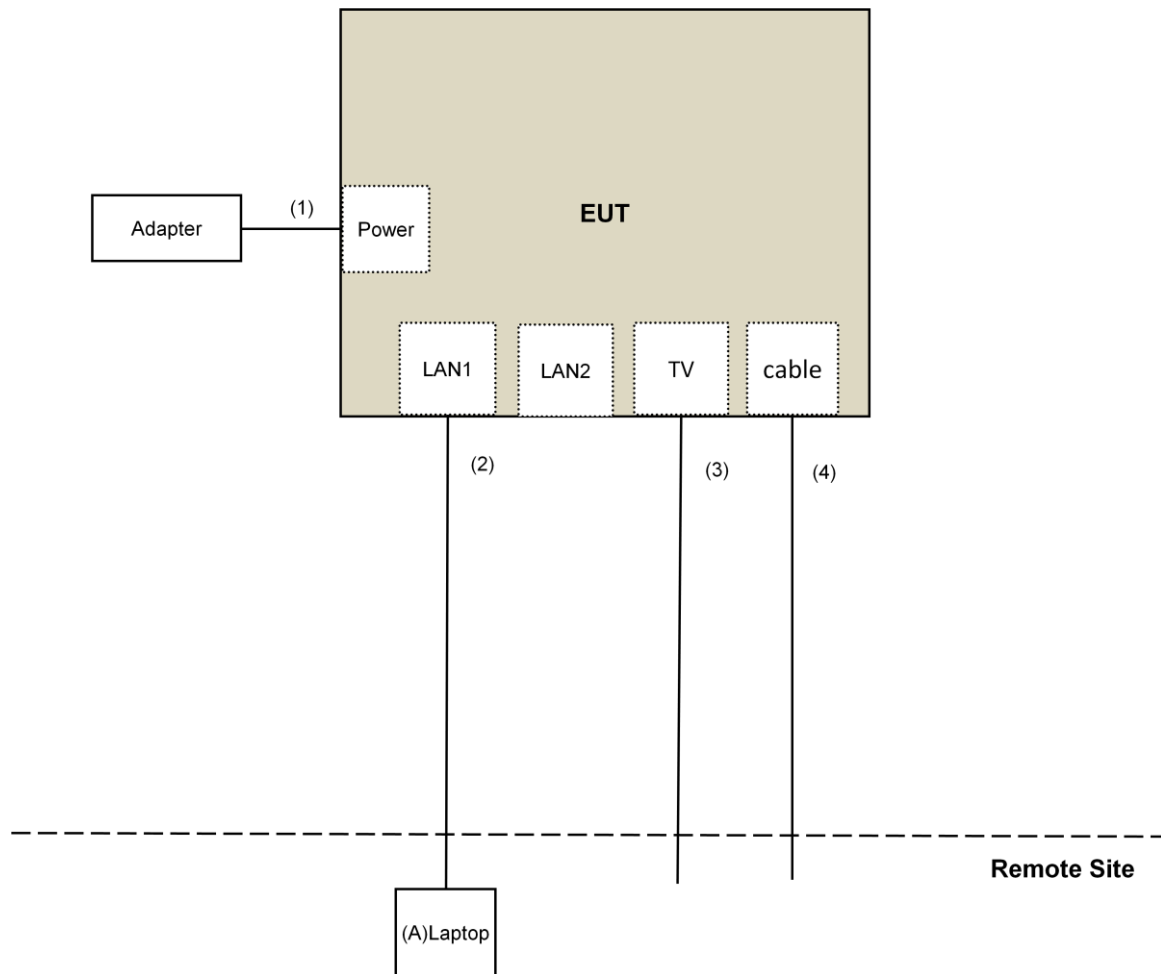 EUT
Adapter
(1)
Power
LAN1
LAN2
TV
cable
(2)
(3)
(4)
Remote Site
(A)Laptop